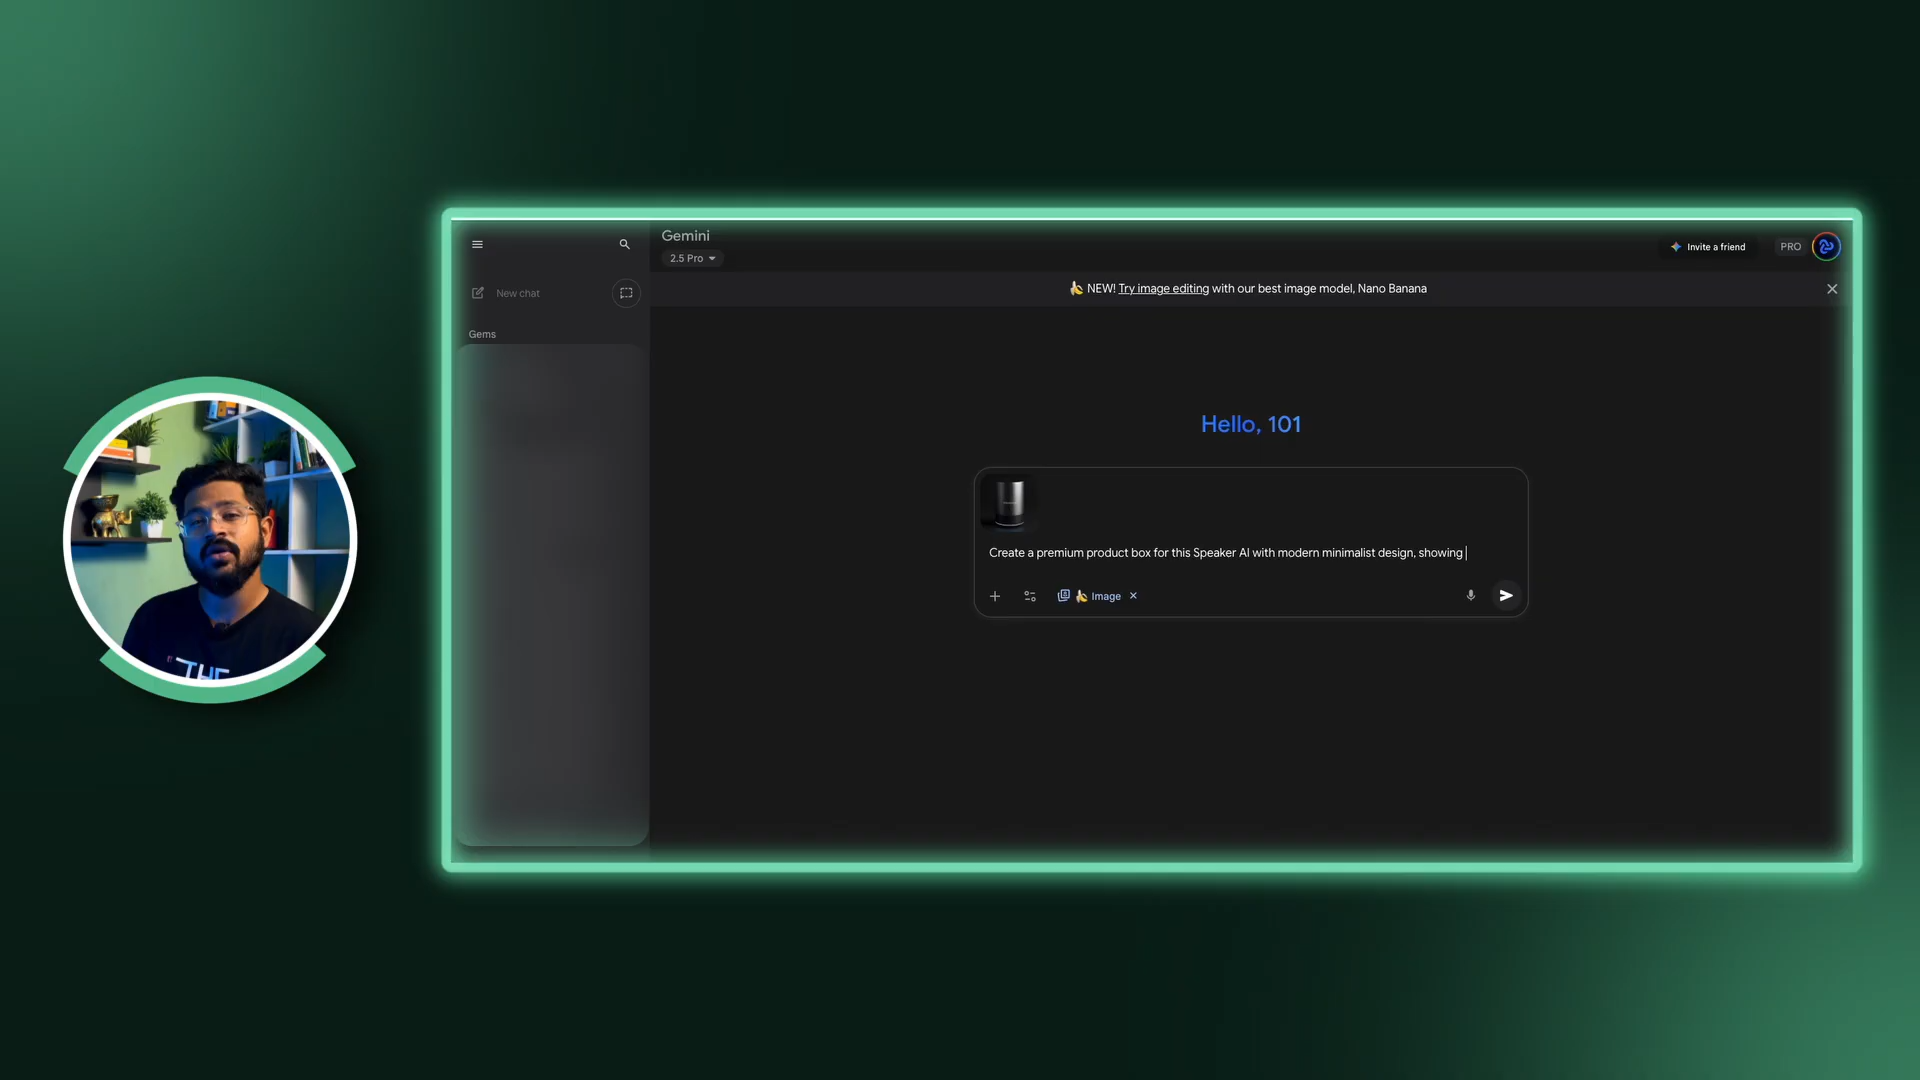 Gemini
2.5 Pro
Invite a friend
PRO
New chat
🍌 NEW! Try image editing with our best image model, Nano Banana
Gems
Hello, 101
Create a premium product box for this Speaker AI with modern minimalist design, showing
🍌 Image
"THE